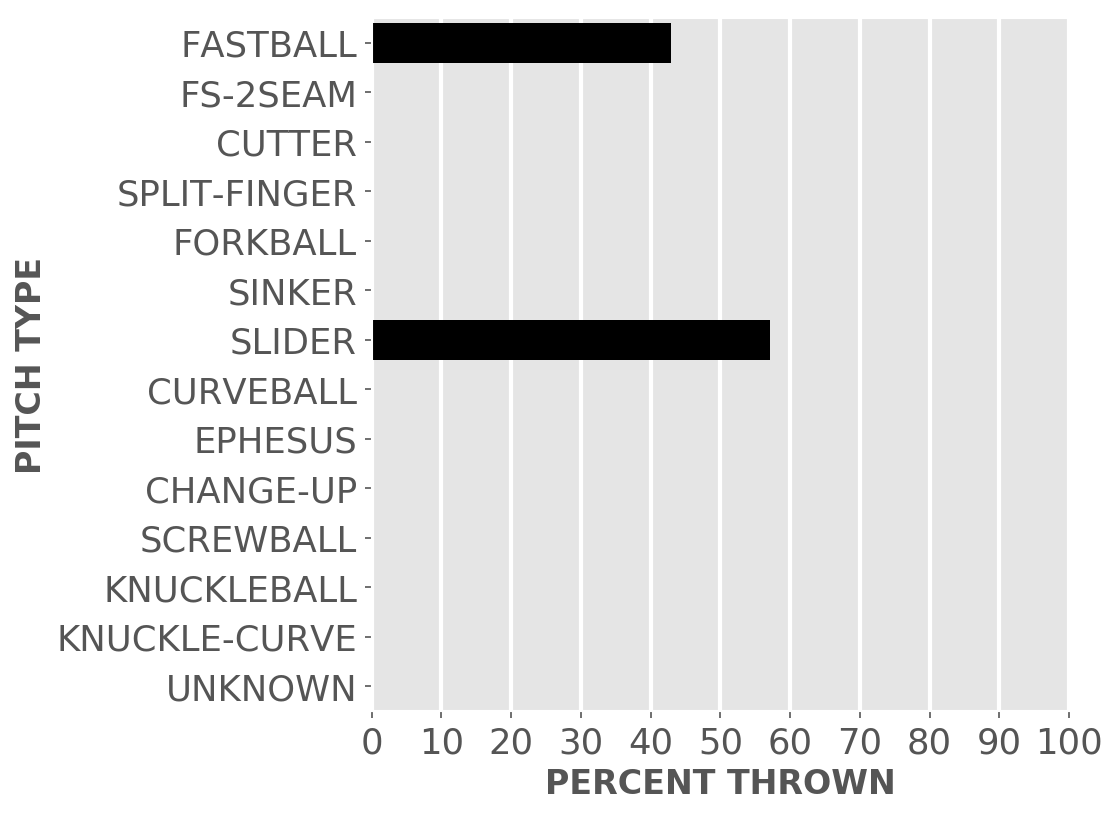 FASTBALL
FS-2SEAM
CUTTER
SPLIT-FINGER
FORKBALL
SINKER
SLIDER
CURVEBALL
EPHESUS
CHANGE-UP
SCREWBALL
KNUCKLEBALL
KNUCKLE-CURVE
UNKNOWN
PITCH TYPE
0 10 20 30 40 50 60 70 80 90 100
PERCENT THROWN